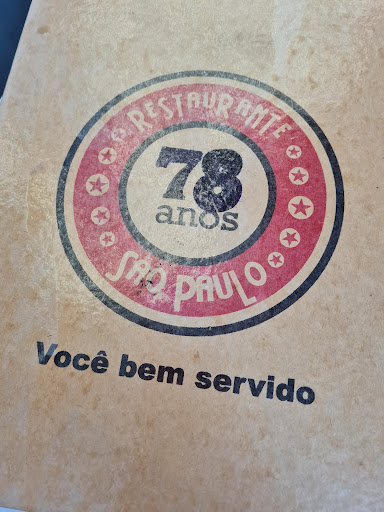 RESTAURANTE
78
anos
SÃO PAULO
Você bem servido